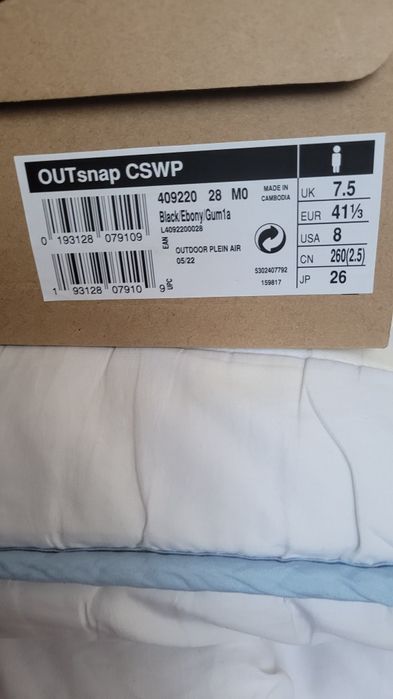 OUTsnap CSWP
409220 28 M0
MADE IN
CAMBODIA
Black/Ebony/Gum1a
L4092200028
0 193128 079109
EAN
OUTDOOR PLEIN AIR
05/22
1 93128 07910 9
UPC
5302407792
159817
UK 7.5
EUR 41⅓
USA 8
CN 260(2.5)
JP 26